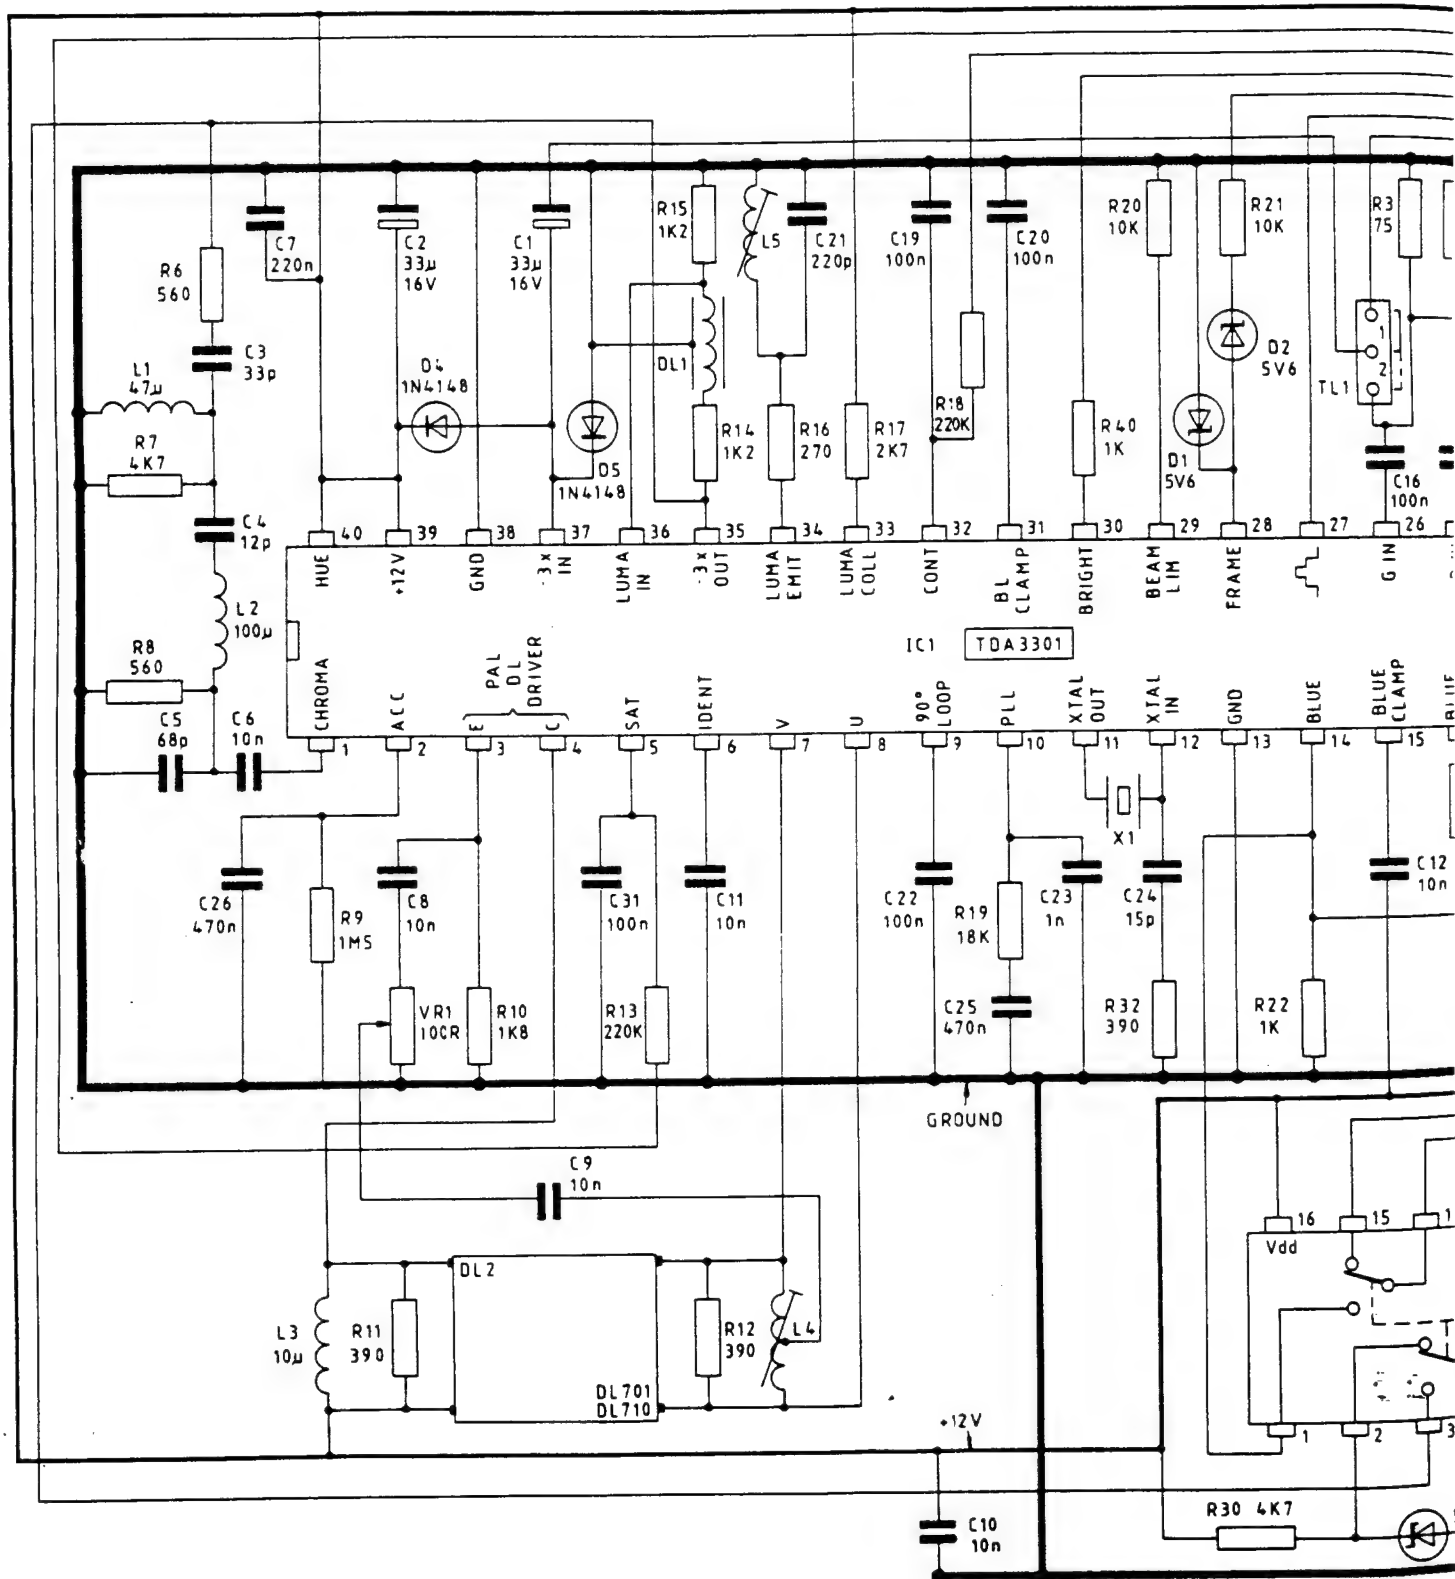 R6
560
C7
220n
C2
33µ
16V
C1
33µ
16V
R15
1K2
L5
C21
220p
C19
100n
C20
100n
R20
10K
R21
10K
R3
75
C3
33p
L1
47µ
D4
1N4148
DL1
R18
220K
D2
5V6
1
2
TL1
R7
4K7
D5
1N4148
R14
1K2
R16
270
R17
2K7
R40
1K
D1
5V6
C16
100n
C4
12p
40
39
38
37
36
35
34
33
32
31
30
29
28
27
26
HUE
+12V
GND
-3x
IN
LUMA
IN
-3x
OUT
LUMA
EMIT
LUMA
COLL
CONT
BL
CLAMP
BRIGHT
BEAM
LIM
FRAME
G IN
L2
100µ
IC1
TDA3301
R8
560
CHROMA
ACC
PAL
DL
DRIVER
E
C
SAT
IDENT
V
U
90°
LOOP
PLL
XTAL
OUT
XTAL
IN
GND
BLUE
BLUE
CLAMP
BLUE
C5
68p
C6
10n
1
2
3
4
5
6
7
8
9
10
11
12
13
14
15
X1
C26
470n
R9
1M5
C8
10n
C31
100n
C11
10n
C22
100n
R19
18K
C23
1n
C24
15p
C12
10n
VR1
100R
R10
1K8
R13
220K
C25
470n
R32
390
R22
1K
GROUND
C9
10n
16
15
1
Vdd
DL2
L3
10µ
R11
390
R12
390
L4
DL701
DL710
+12V
1
2
3
R30 4K7
C10
10n